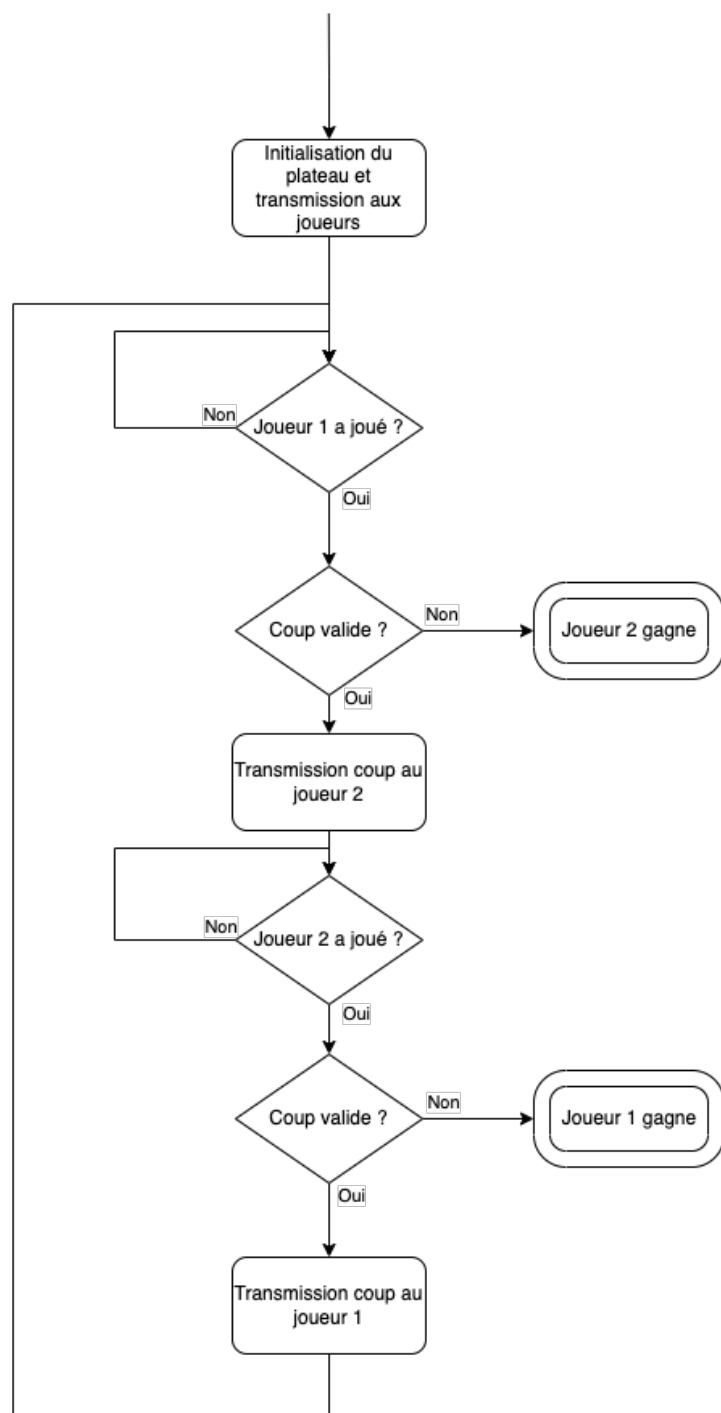 Initialisation du
plateau et
transmission aux
joueurs
Non
Joueur 1 a joué ?
Oui
Coup valide ?
Non
Joueur 2 gagne
Oui
Transmission coup au
joueur 2
Non
Joueur 2 a joué ?
Oui
Coup valide ?
Non
Joueur 1 gagne
Oui
Transmission coup au
joueur 1